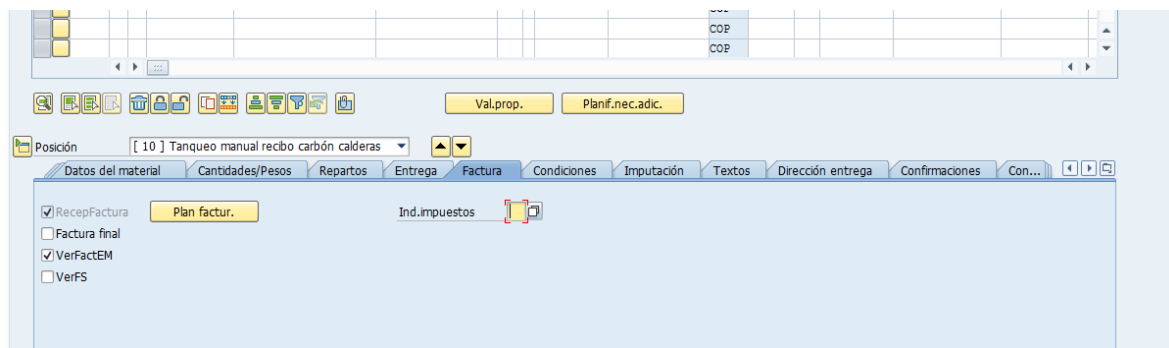 COP
COP
Val.prop. Planif.nec.adic.
Posición [ 10 ] Tanqueo manual recibo carbón calderas
Datos del material Cantidades/Pesos Repartos Entrega Factura Condiciones Imputación Textos Dirección entrega Confirmaciones Con...
RecepFactura Plan factur. Ind.impuestos
Factura final
VerFactEM
VerFS